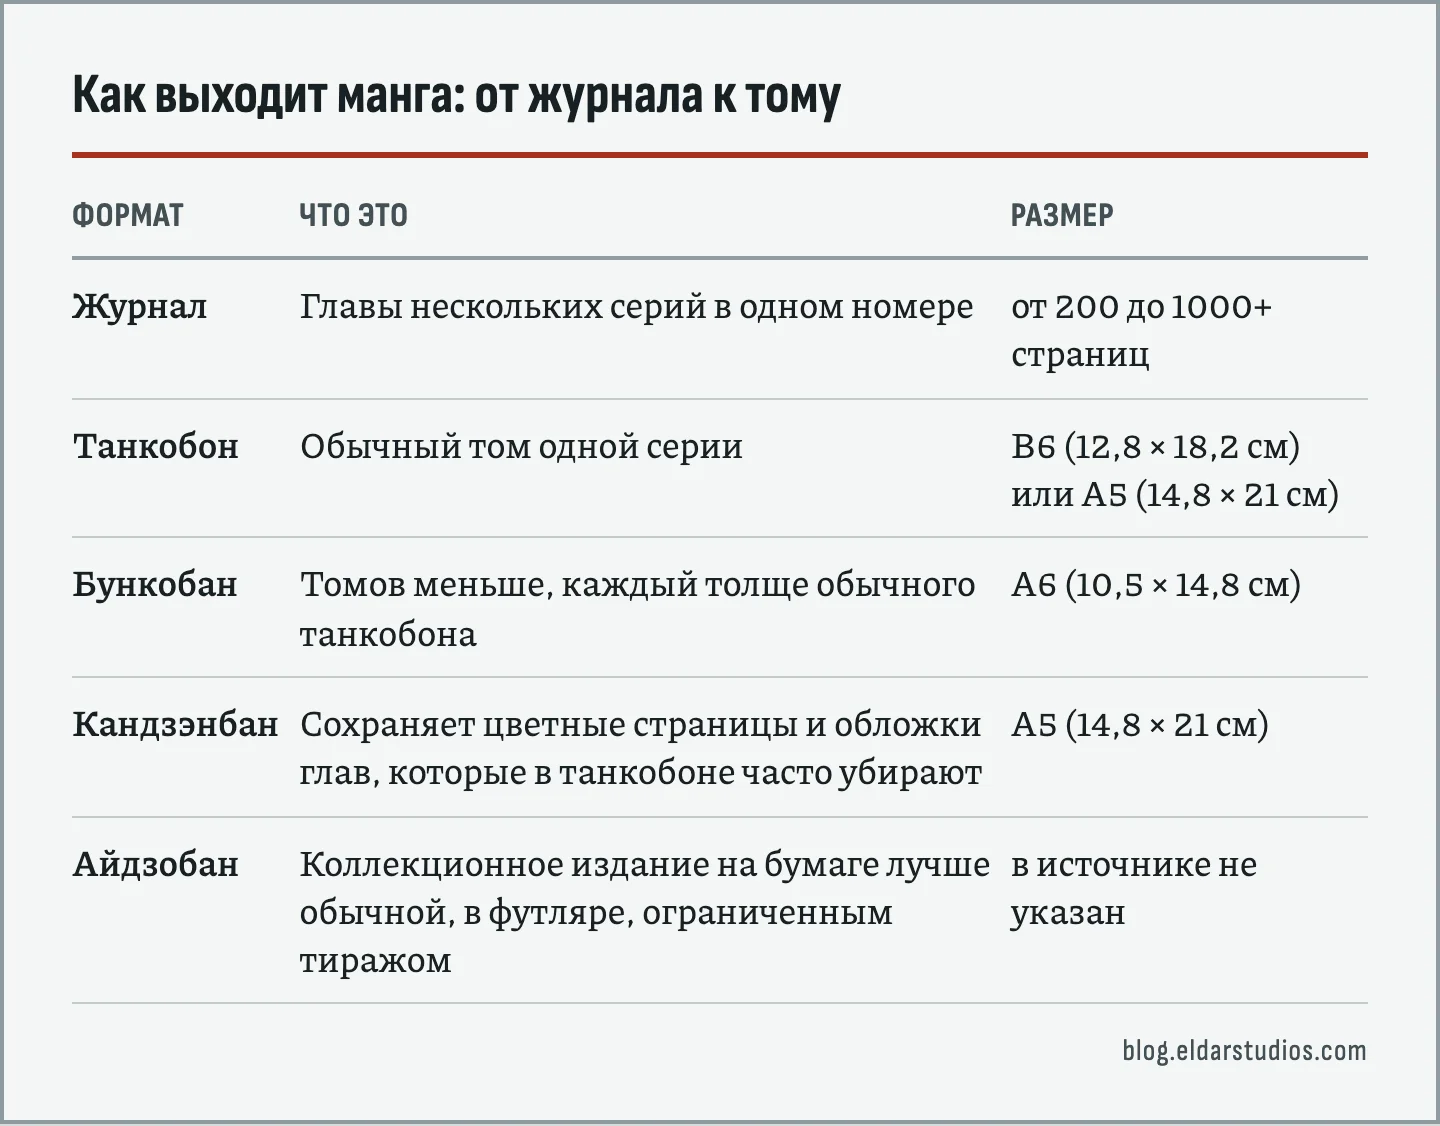 Как выходит манга: от журнала к тому
ФОРМАТ ЧТО ЭТО РАЗМЕР
Журнал Главы нескольких серий в одном номере от 200 до 1000+
страниц
Танкобон Обычный том одной серии B6 (12,8 × 18,2 см)
или A5 (14,8 × 21 см)
Бункобан Томов меньше, каждый толще обычного A6 (10,5 × 14,8 см)
танкобона
Кандзэнбан Сохраняет цветные страницы и обложки A5 (14,8 × 21 см)
глав, которые в танкобоне часто убирают
Айдзобан Коллекционное издание на бумаге лучше в источнике не
обычной, в футляре, ограниченным указан
тиражом
blog.eldarstudios.com